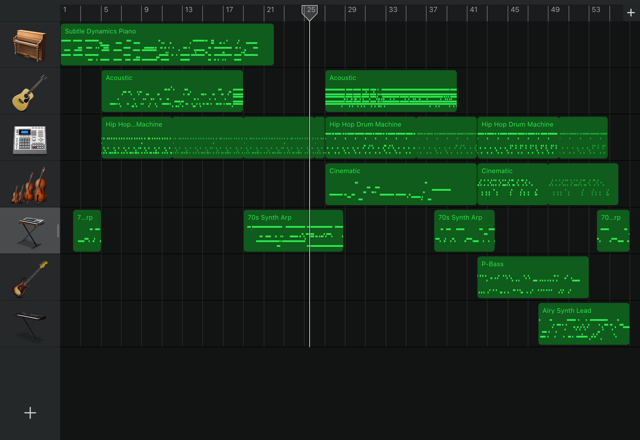 1 5 9 13 17 21 25 29 33 37 41 45 49 53
Subtle Dynamics Piano
Acoustic Acoustic
Hip Hop...Machine Hip Hop Drum Machine Hip Hop Drum Machine
Cinematic Cinematic
7...rp 70s Synth Arp 70s Synth Arp 70...rp
P-Bass
Airy Synth Lead